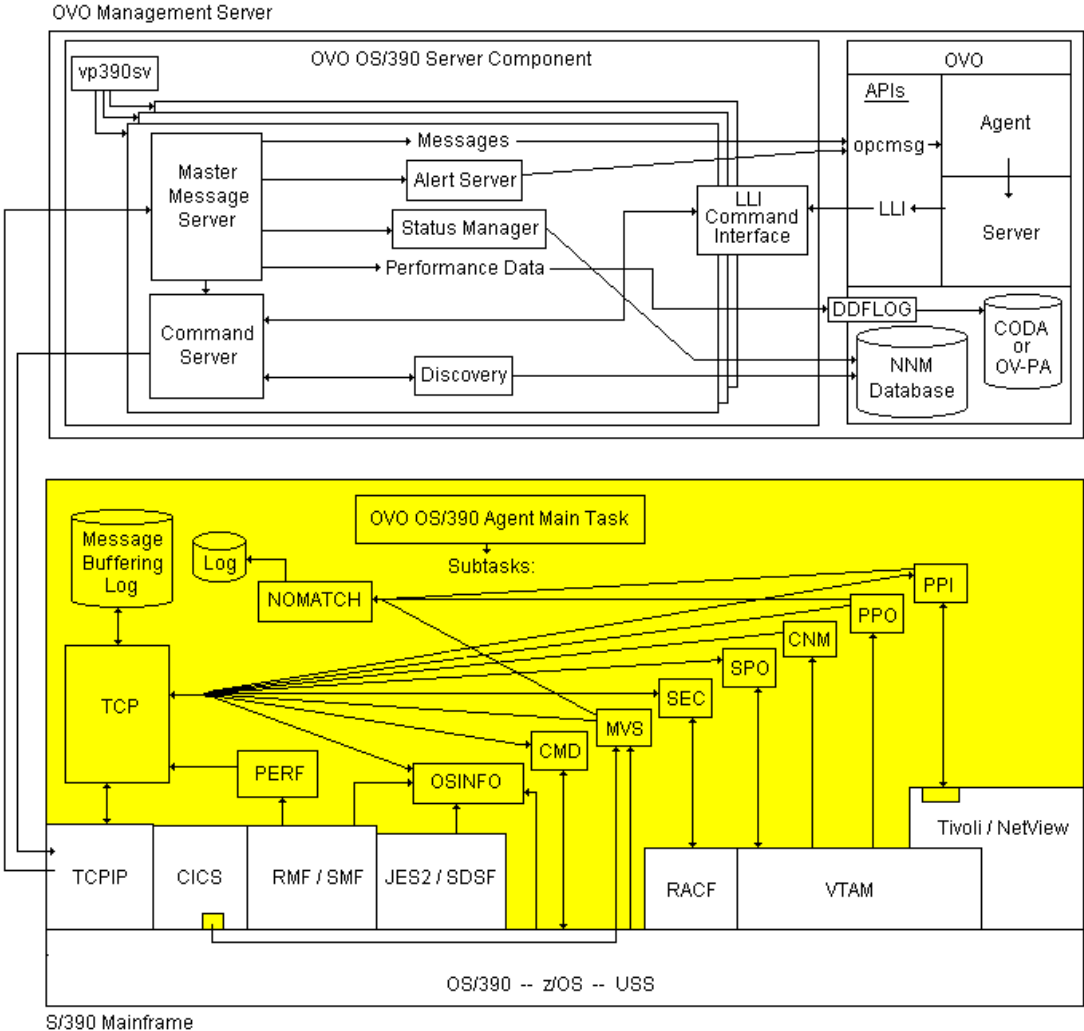 OVO Management Server
OVO OS/390 Server Component
vp390sv
OVO
APIs
Agent
Messages
opcmsg
Master
Message
Server
Alert Server
LLI
Command
Interface
LLI
Status Manager
Server
Performance Data
DDFLOG
Command
Server
CODA
or
OV-PA
Discovery
NNM
Database
OVO OS/390 Agent Main Task
Subtasks:
Message
Buffering
Log
Log
NOMATCH
PPI
PPO
CNM
SPO
SEC
MVS
CMD
TCP
PERF
OSINFO
Tivoli / NetView
TCPIP
CICS
RMF / SMF
JES2 / SDSF
RACF
VTAM
OS/390 -- z/OS -- USS
S/390 Mainframe